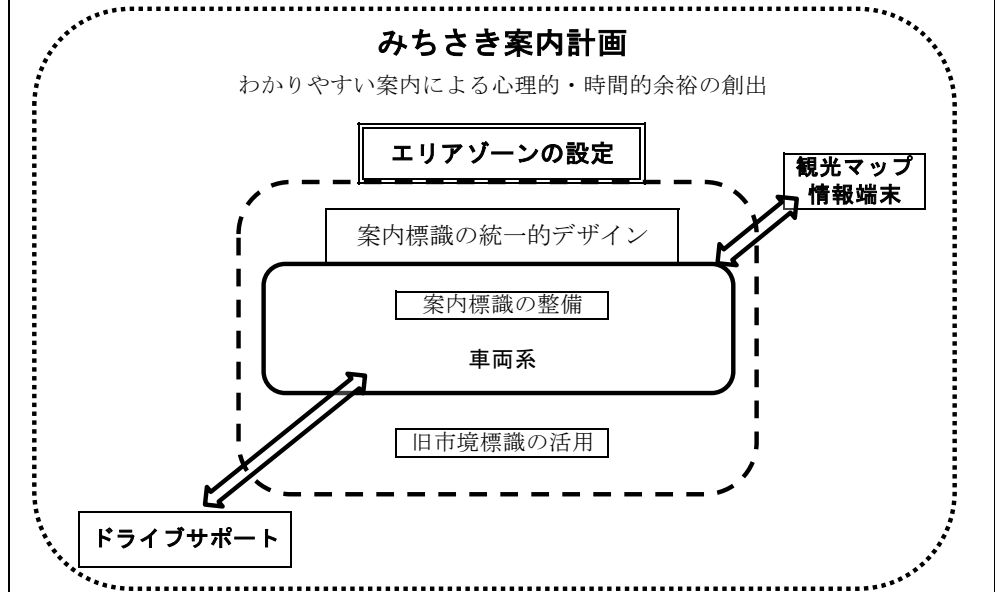 みちさき案内計画
わかりやすい案内による心理的・時間的余裕の創出
エリアゾーンの設定
観光マップ
情報端末
案内標識の統一的デザイン
案内標識の整備
車両系
旧市境標識の活用
ドライブサポート